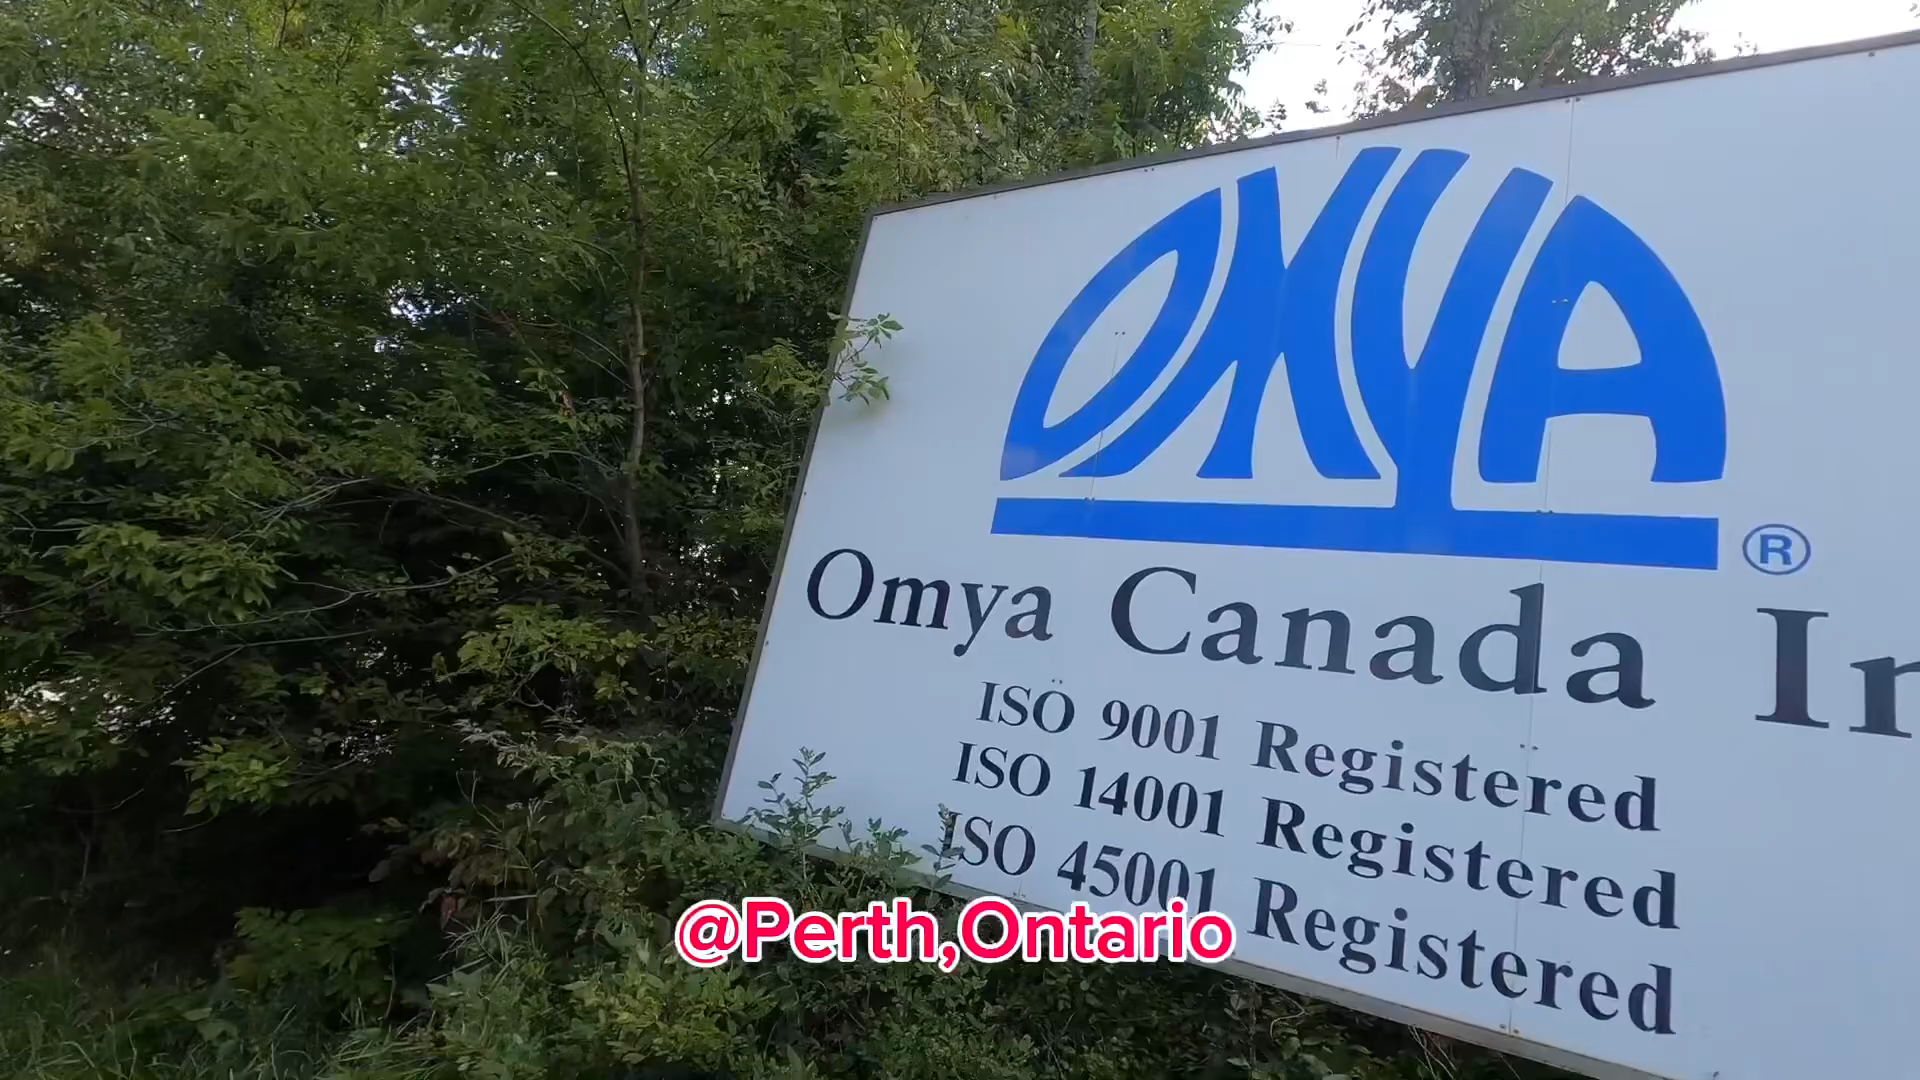 OMYA®
Omya Canada In
ISO 9001 Registered
ISO 14001 Registered
ISO 45001 Registered
@Perth,Ontario